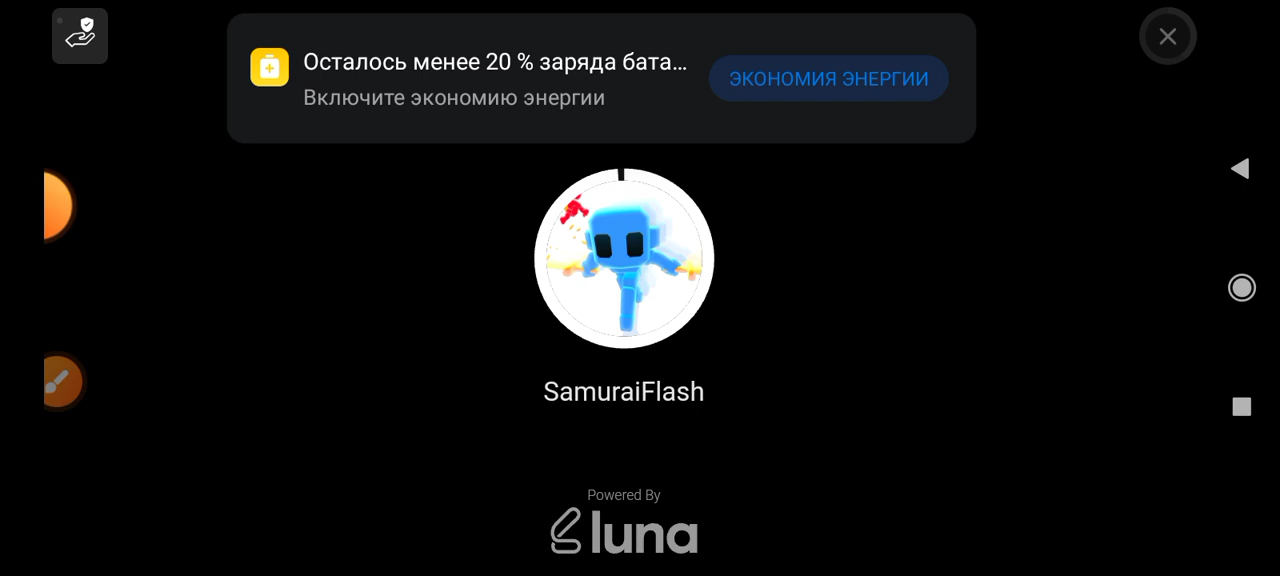 Осталось менее 20 % заряда бата...
Включите экономию энергии
ЭКОНОМИЯ ЭНЕРГИИ
SamuraiFlash
Powered By
luna